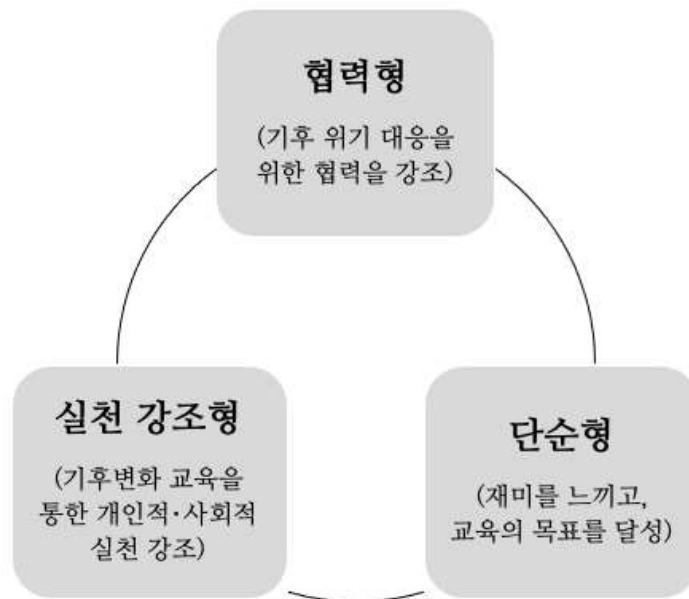 협력형
(기후 위기 대응을
위한 협력을 강조)
실천 강조형
(기후변화 교육을
통한 개인적·사회적
실천 강조)
단순형
(재미를 느끼고,
교육의 목표를 달성)